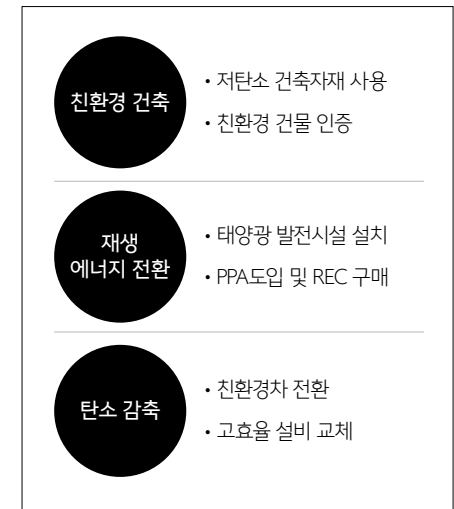 친환경 건축
• 저탄소 건축자재 사용
• 친환경 건물 인증
재생
에너지 전환
• 태양광 발전시설 설치
• PPA도입 및 REC 구매
탄소 감축
• 친환경차 전환
• 고효율 설비 교체